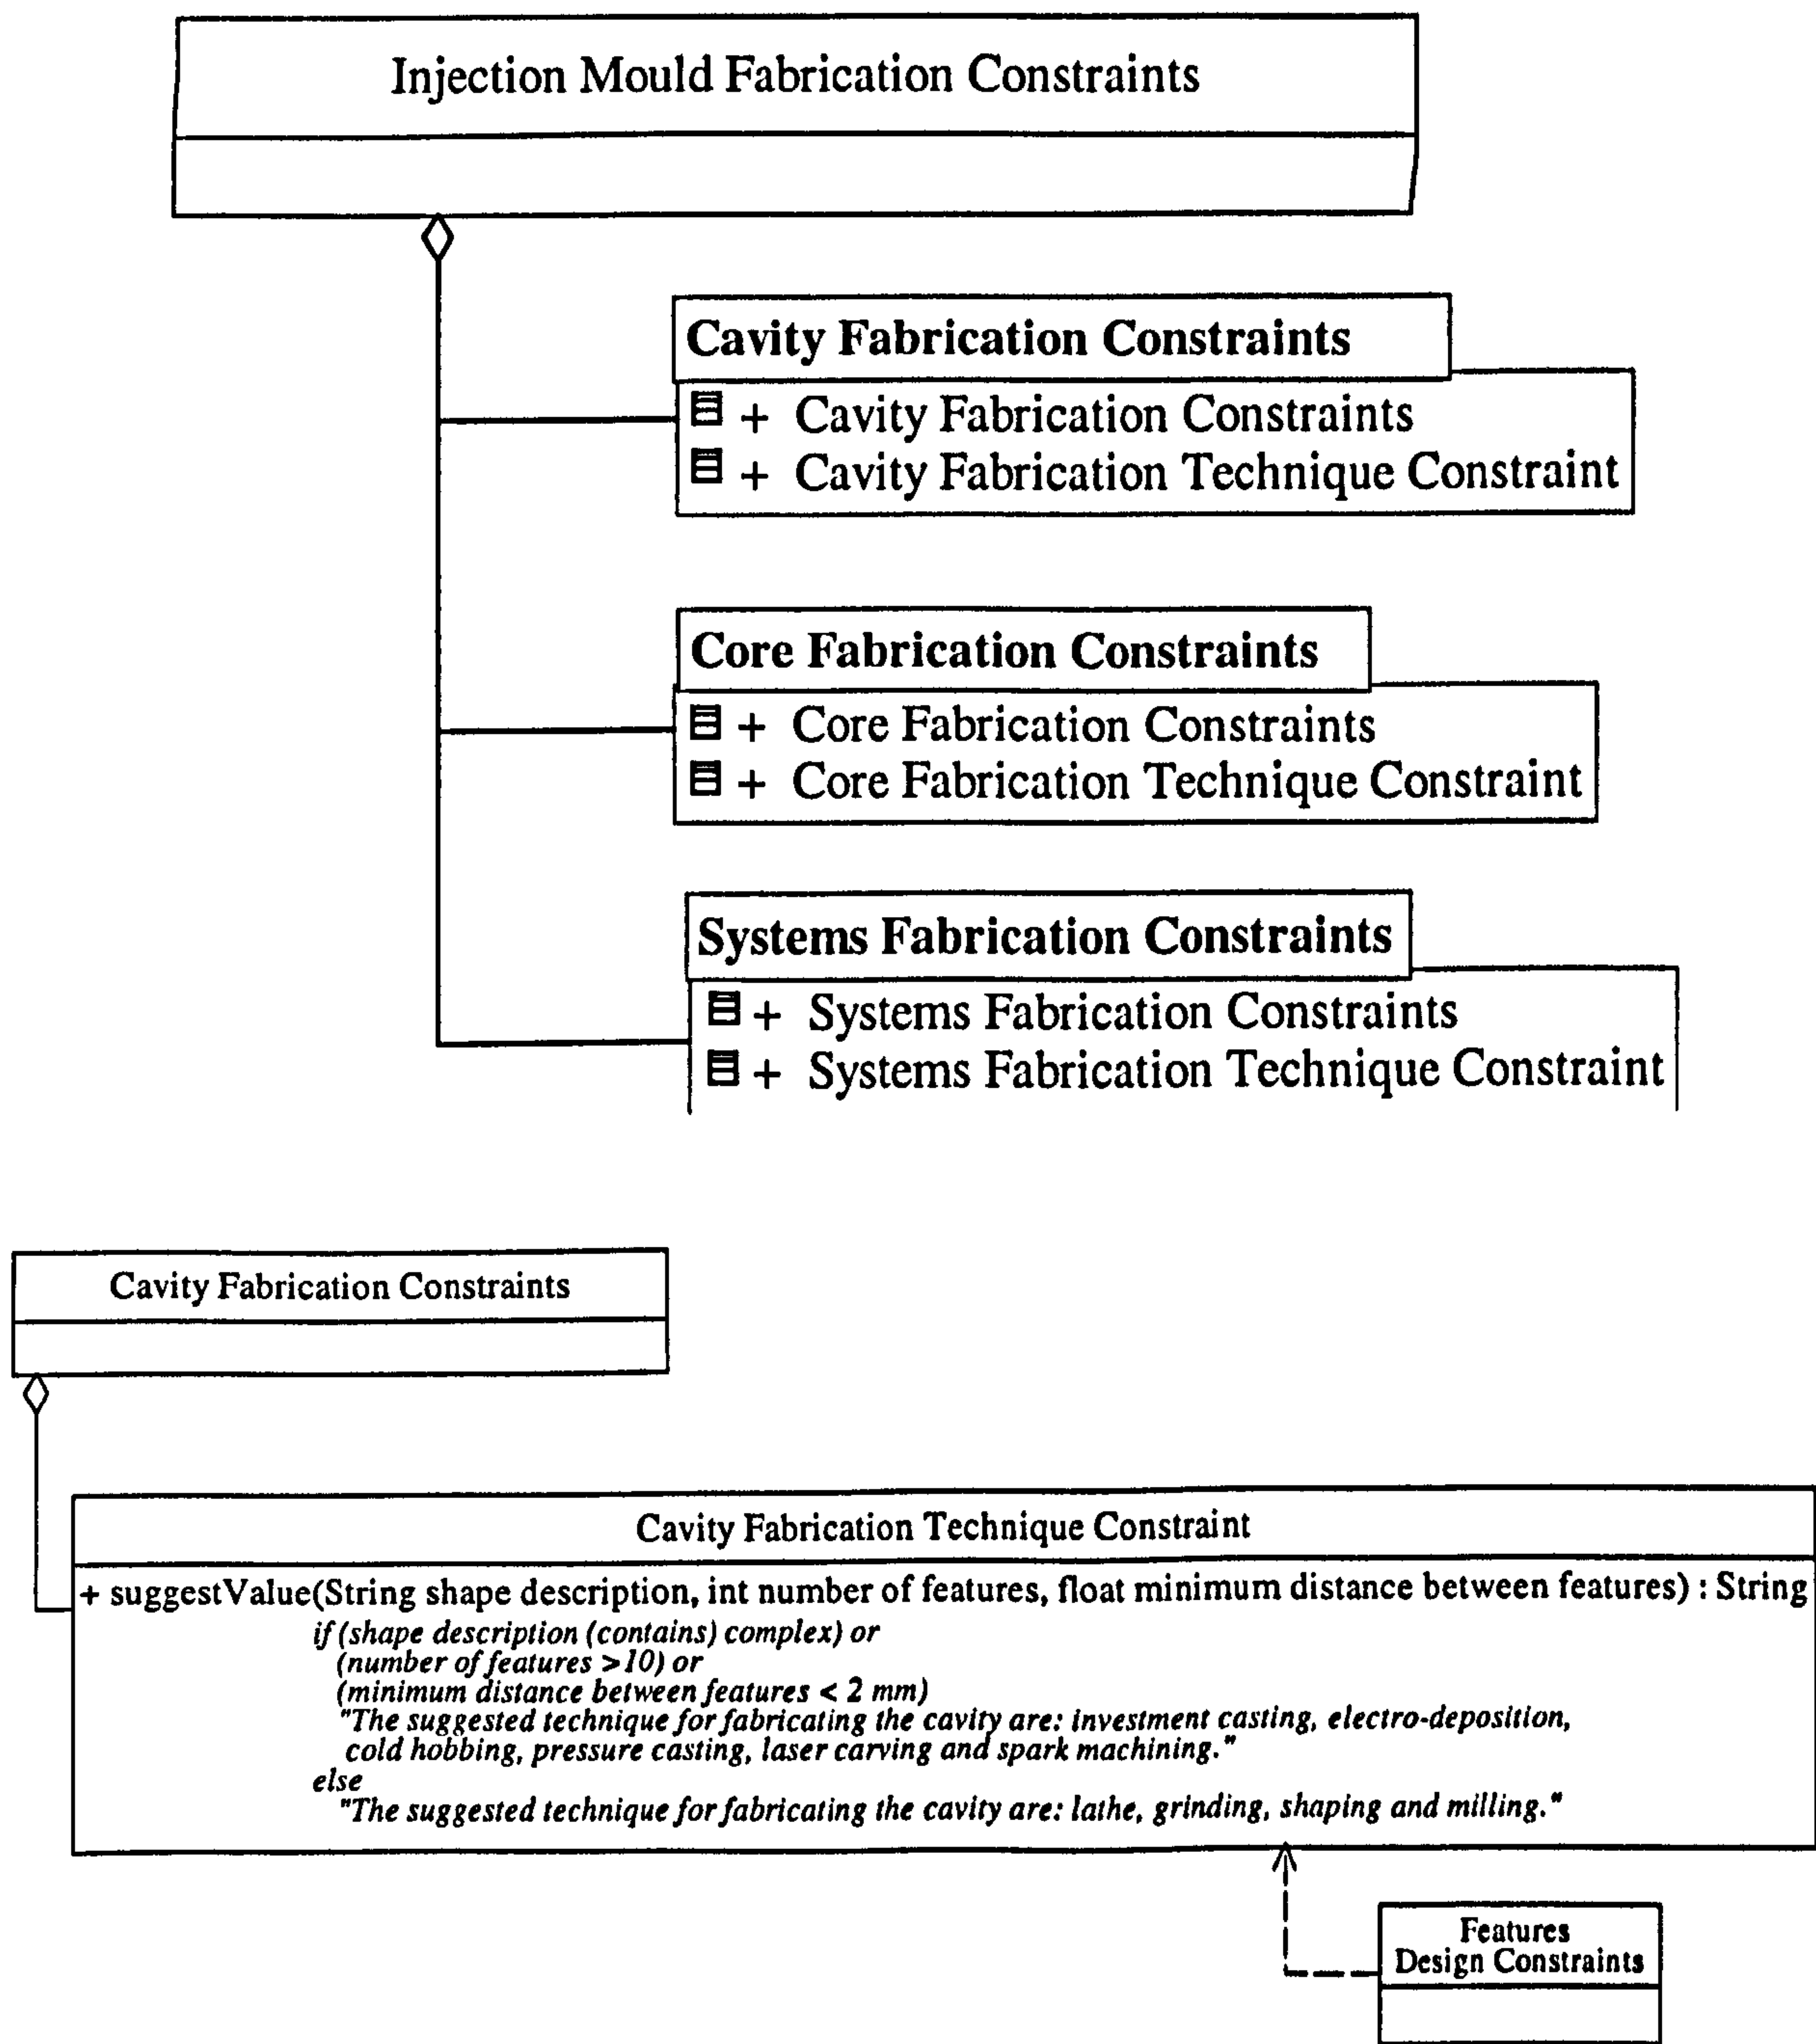 Injection Mould Fabrication Constraints
Cavity Fabrication Constraints
+ Cavity Fabrication Constraints
+ Cavity Fabrication Technique Constraint
Core Fabrication Constraints
+ Core Fabrication Constraints
+ Core Fabrication Technique Constraint
Systems Fabrication Constraints
+ Systems Fabrication Constraints
+ Systems Fabrication Technique Constraint
Cavity Fabrication Constraints
Cavity Fabrication Technique Constraint
+ suggestValue(String shape description, int number of features, float minimum distance between features) : String
if (shape description (contains) complex) or
(number of features >10) or
(minimum distance between features < 2 mm)
"The suggested technique for fabricating the cavity are: investment casting, electro-deposition,
cold hobbing, pressure casting, laser carving and spark machining."
else
"The suggested technique for fabricating the cavity are: lathe, grinding, shaping and milling."
Features
Design Constraints